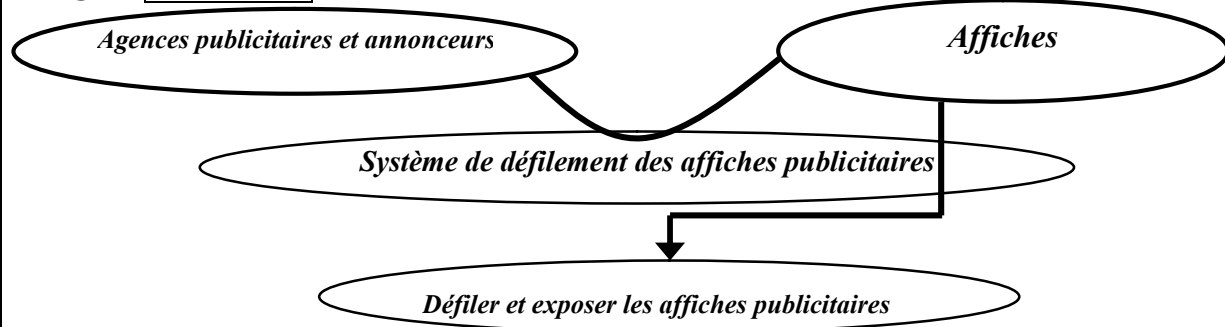 Agences publicitaires et annonceurs
Affiches
Système de défilement des affiches publicitaires
Défiler et exposer les affiches publicitaires